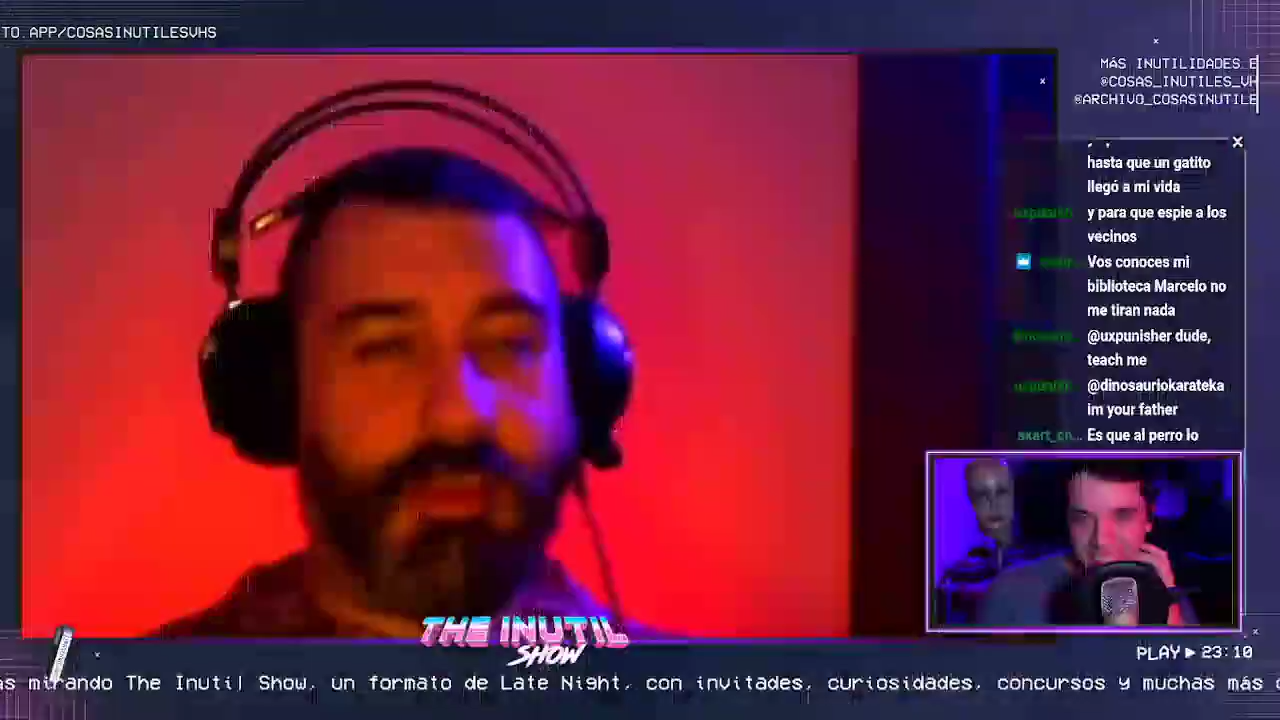 TO APP/COSASINUTILESVHS
MÁS INUTILIDADES E
@COSAS_INUTILES_VH
@ARCHIVO_COSASINUTILE
hasta que un gatito
llegó a mi vida
y para que espie a los
vecinos
Vos conoces mi
biblioteca Marcelo no
me tiran nada
@uxpunisher dude,
teach me
@dinosauriokarateka
im your father
axart_cn... Es que al perro lo
THE INUTIL
SHOW
PLAY ▶ 23:10
as mirando The Inutil Show, un formato de Late Night, con invitades, curiosidades, concursos y muchas más